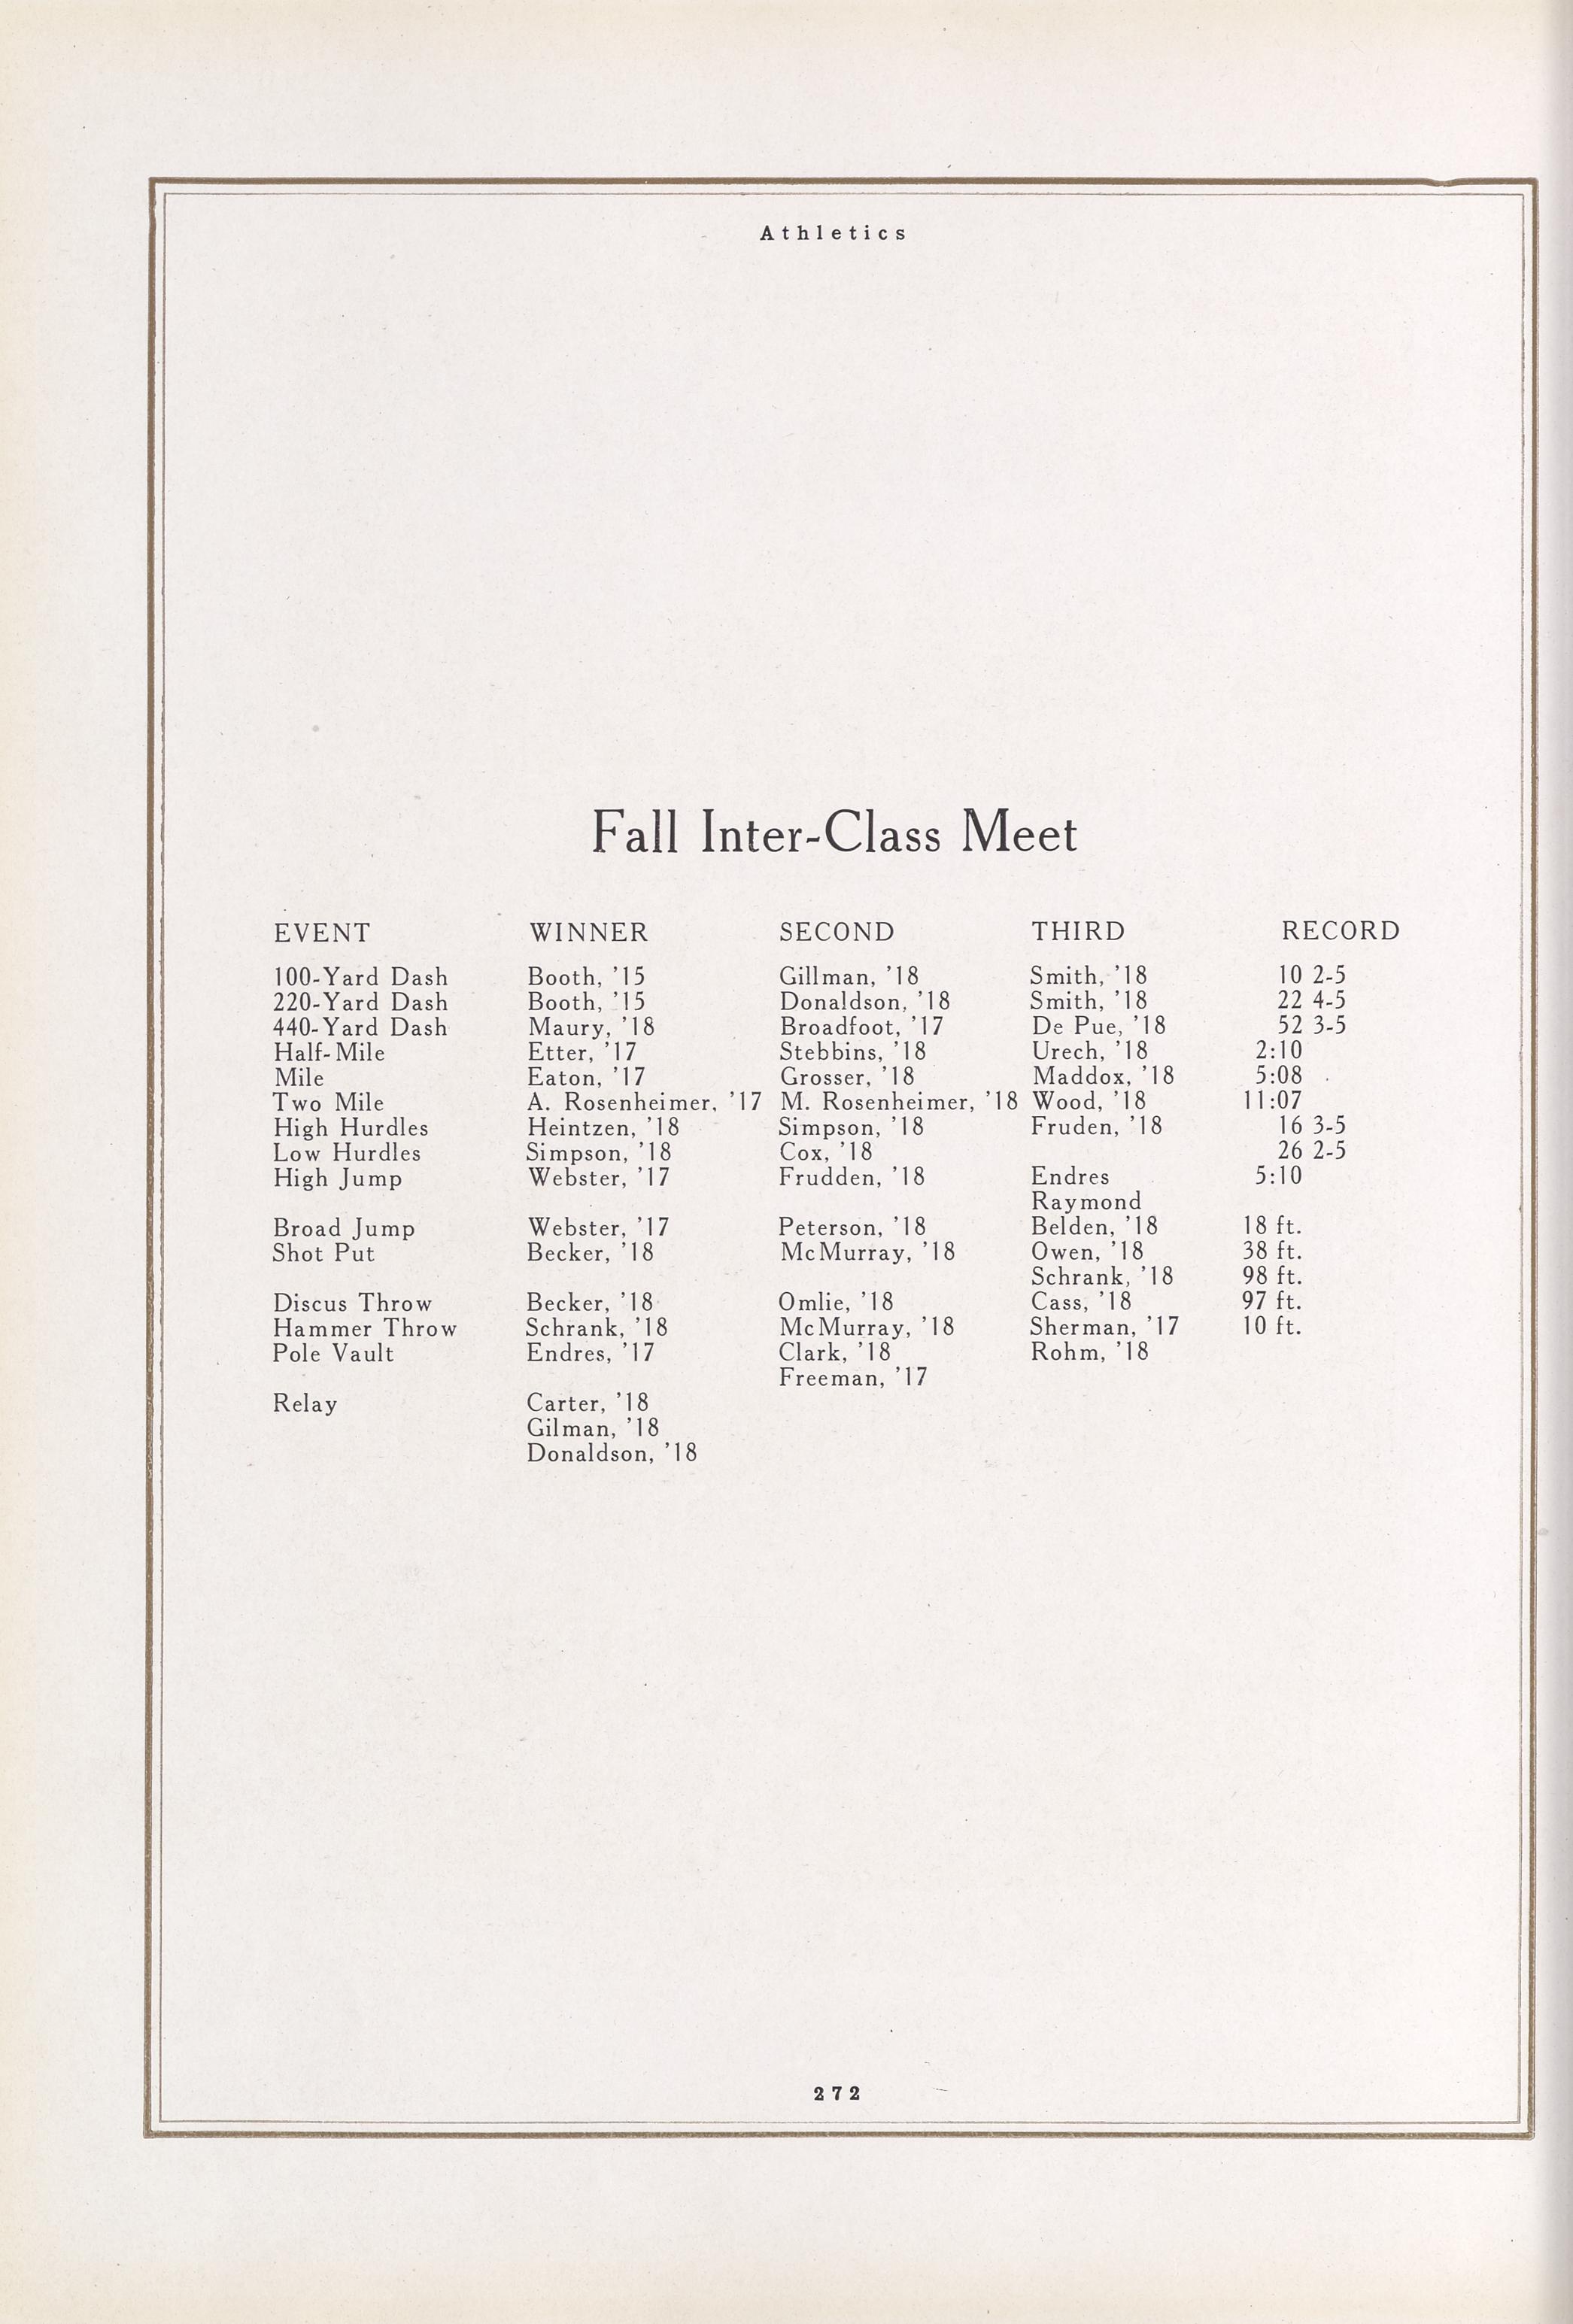 Athletics
Fall Inter-Class Meet
EVENT WINNER SECOND THIRD RECORD
100-Yard Dash Booth, '15 Gillman, '18 Smith, '18 10 2-5
220-Yard Dash Booth, '15 Donaldson, '18 Smith, '18 22 4-5
440-Yard Dash Maury, '18 Broadfoot, '17 De Pue, '18 52 3-5
Half-Mile Etter, '17 Stebbins, '18 Urech, '18 2:10
Mile Eaton, '17 Grosser, '18 Maddox, '18 5:08
Two Mile A. Rosenheimer, '17 M. Rosenheimer, '18 Wood, '18 11:07
High Hurdles Heintzen, '18 Simpson, '18 Fruden, '18 16 3-5
Low Hurdles Simpson, '18 Cox, '18 26 2-5
High Jump Webster, '17 Frudden, '18 Endres 5:10
Raymond
Broad Jump Webster, '17 Peterson, '18 Belden, '18 18 ft.
Shot Put Becker, '18 McMurray, '18 Owen, '18 38 ft.
Schrank, '18 98 ft.
Discus Throw Becker, '18 Omlie, '18 Cass, '18 97 ft.
Hammer Throw Schrank, '18 McMurray, '18 Sherman, '17 10 ft.
Pole Vault Endres, '17 Clark, '18 Rohm, '18
Freeman, '17
Relay Carter, '18
Gilman, '18
Donaldson, '18
272